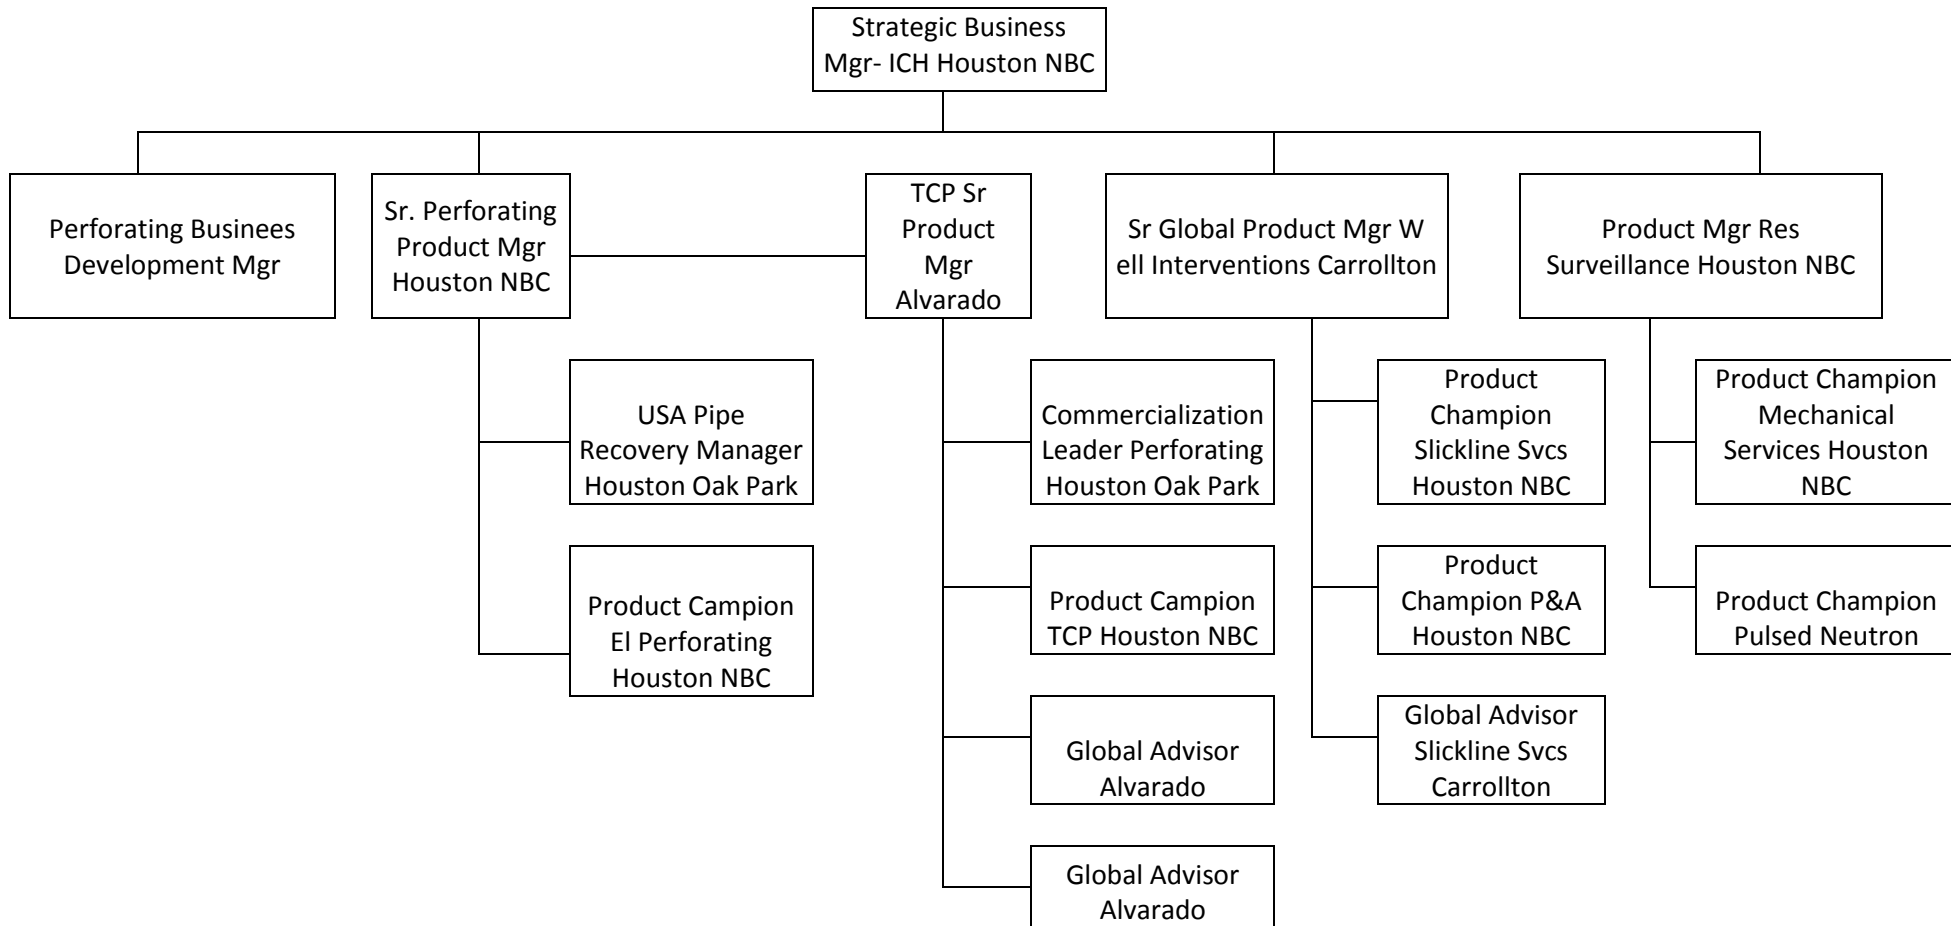 Strategic Business
Mgr- ICH Houston NBC
Perforating Businees
Development Mgr
Sr. Perforating
Product Mgr
Houston NBC
TCP Sr
Product
Mgr
Alvarado
Sr Global Product Mgr W
ell Interventions Carrollton
Product Mgr Res
Surveillance Houston NBC
USA Pipe
Recovery Manager
Houston Oak Park
Product Campion
El Perforating
Houston NBC
Commercialization
Leader Perforating
Houston Oak Park
Product Campion
TCP Houston NBC
Global Advisor
Alvarado
Global Advisor
Alvarado
Product
Champion
Slickline Svcs
Houston NBC
Product
Champion P&A
Houston NBC
Global Advisor
Slickline Svcs
Carrollton
Product Champion
Mechanical
Services Houston
NBC
Product Champion
Pulsed Neutron